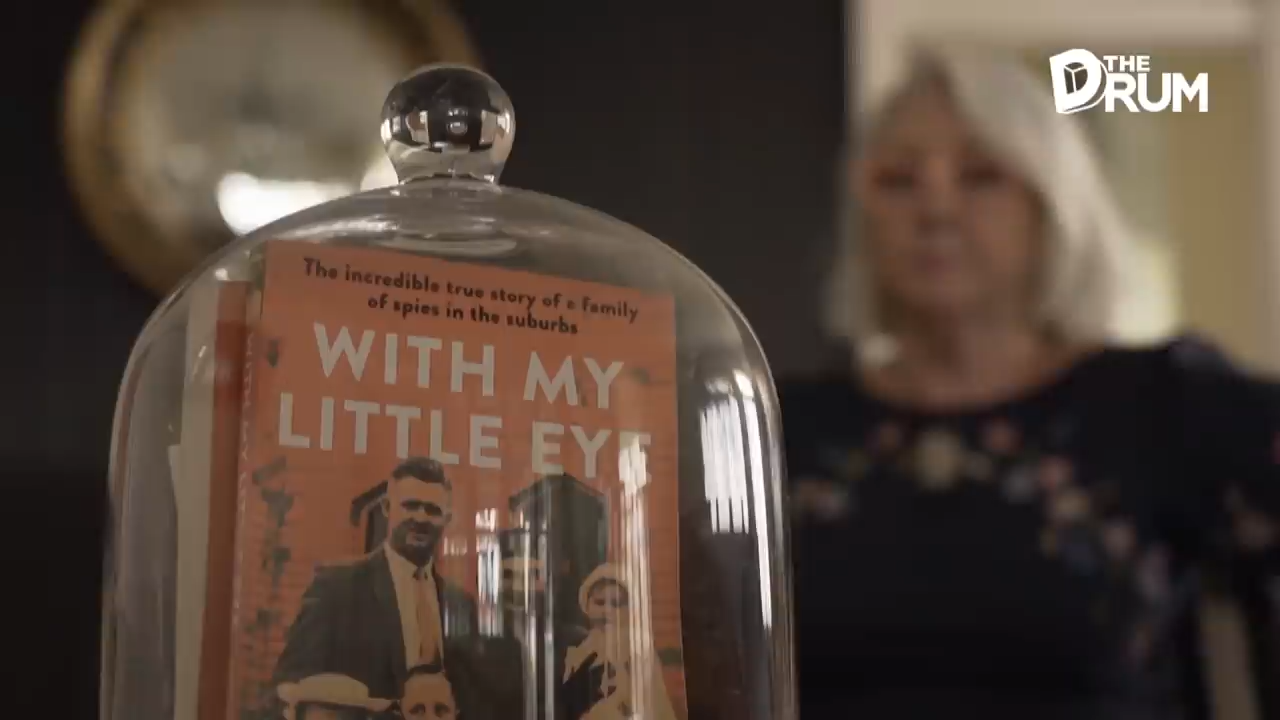 THE
DRUM
The incredible true story of a family
of spies in the suburbs
WITH MY
LITTLE EYE